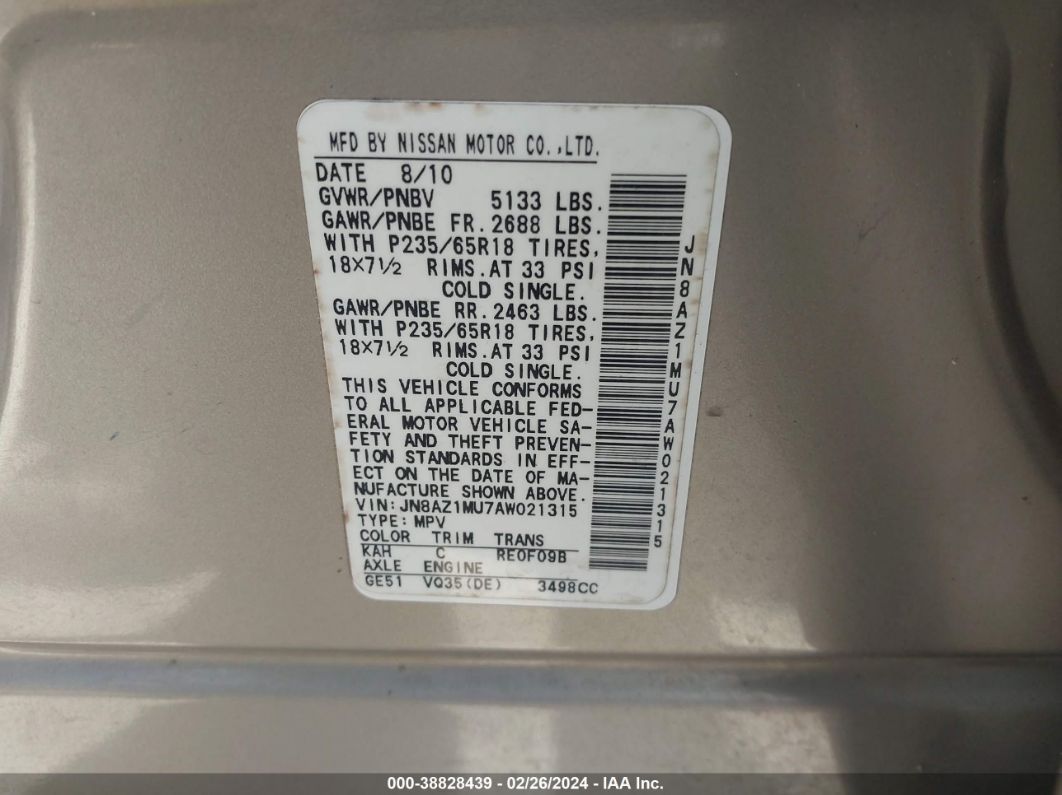 MFD BY NISSAN MOTOR CO.,LTD.
DATE 8/10
GVWR/PNBV 5133 LBS.
GAWR/PNBE FR. 2688 LBS.
WITH P235/65R18 TIRES,
18×7½ RIMS. AT 33 PSI
COLD SINGLE.
GAWR/PNBE RR. 2463 LBS.
WITH P235/65R18 TIRES,
18×7½ RIMS. AT 33 PSI
COLD SINGLE.
THIS VEHICLE CONFORMS
TO ALL APPLICABLE FED-
ERAL MOTOR VEHICLE SA-
FETY AND THEFT PREVEN-
TION STANDARDS IN EFF-
ECT ON THE DATE OF MA-
NUFACTURE SHOWN ABOVE.
VIN: JN8AZ1MU7AW021315
TYPE: MPV
COLOR TRIM TRANS
KAH C RE0F09B
AXLE ENGINE
GE51 VQ35(DE) 3498CC
JN8AZ1MU7AW021315
000-38828439 - 02/26/2024 - IAA Inc.